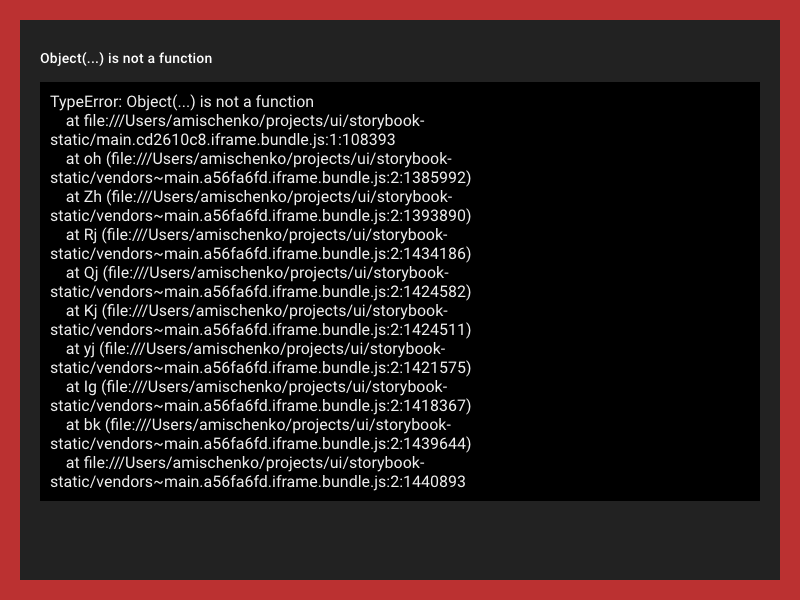 Object(...) is not a function
TypeError: Object(...) is not a function
at file:///Users/amischenko/projects/ui/storybook-
static/main.cd2610c8.iframe.bundle.js:1:108393
at oh (file:///Users/amischenko/projects/ui/storybook-
static/vendors~main.a56fa6fd.iframe.bundle.js:2:1385992)
at Zh (file:///Users/amischenko/projects/ui/storybook-
static/vendors~main.a56fa6fd.iframe.bundle.js:2:1393890)
at Rj (file:///Users/amischenko/projects/ui/storybook-
static/vendors~main.a56fa6fd.iframe.bundle.js:2:1434186)
at Qj (file:///Users/amischenko/projects/ui/storybook-
static/vendors~main.a56fa6fd.iframe.bundle.js:2:1424582)
at Kj (file:///Users/amischenko/projects/ui/storybook-
static/vendors~main.a56fa6fd.iframe.bundle.js:2:1424511)
at yj (file:///Users/amischenko/projects/ui/storybook-
static/vendors~main.a56fa6fd.iframe.bundle.js:2:1421575)
at Ig (file:///Users/amischenko/projects/ui/storybook-
static/vendors~main.a56fa6fd.iframe.bundle.js:2:1418367)
at bk (file:///Users/amischenko/projects/ui/storybook-
static/vendors~main.a56fa6fd.iframe.bundle.js:2:1439644)
at file:///Users/amischenko/projects/ui/storybook-
static/vendors~main.a56fa6fd.iframe.bundle.js:2:1440893